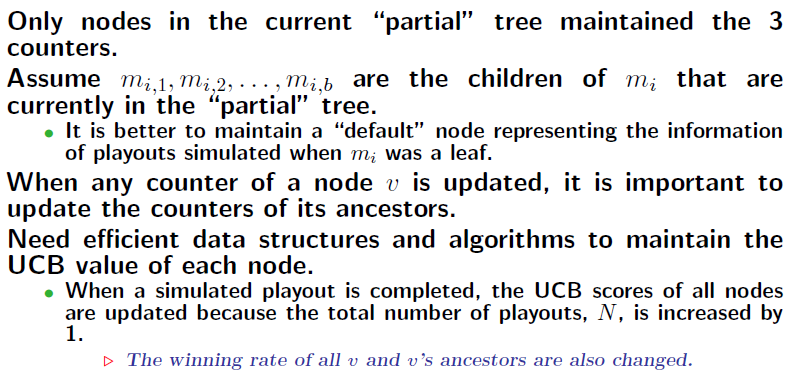 Only nodes in the current “partial” tree maintained the 3
counters.
Assume m_{i,1}, m_{i,2}, . . . , m_{i,b} are the children of m_i that are
currently in the “partial” tree.
• It is better to maintain a “default” node representing the information
of playouts simulated when m_i was a leaf.
When any counter of a node v is updated, it is important to
update the counters of its ancestors.
Need efficient data structures and algorithms to maintain the
UCB value of each node.
• When a simulated playout is completed, the UCB scores of all nodes
are updated because the total number of playouts, N, is increased by
1.
▷ The winning rate of all v and v’s ancestors are also changed.